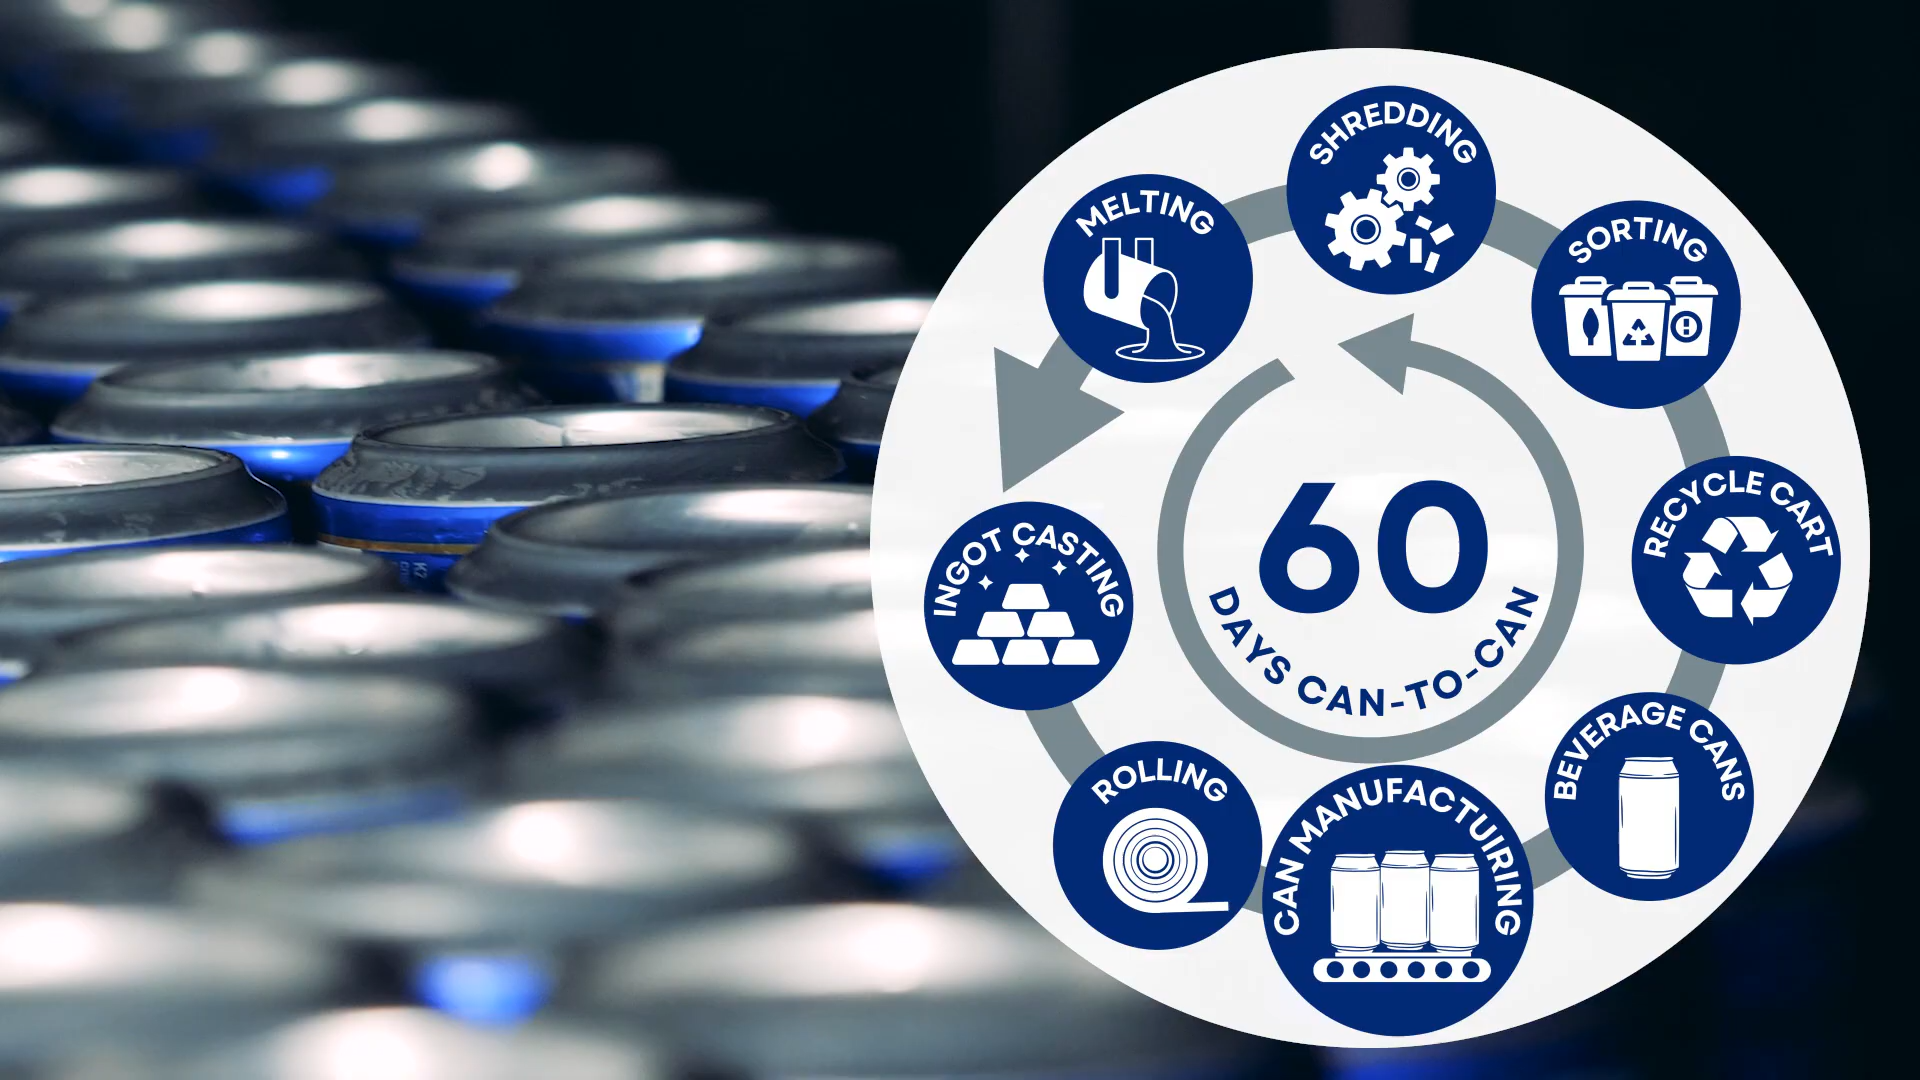 SHREDDING
MELTING
SORTING
RECYCLE CART
INGOT CASTING
60
DAYS CAN-TO-CAN
BEVERAGE CANS
ROLLING
CAN MANUFACTUIRING